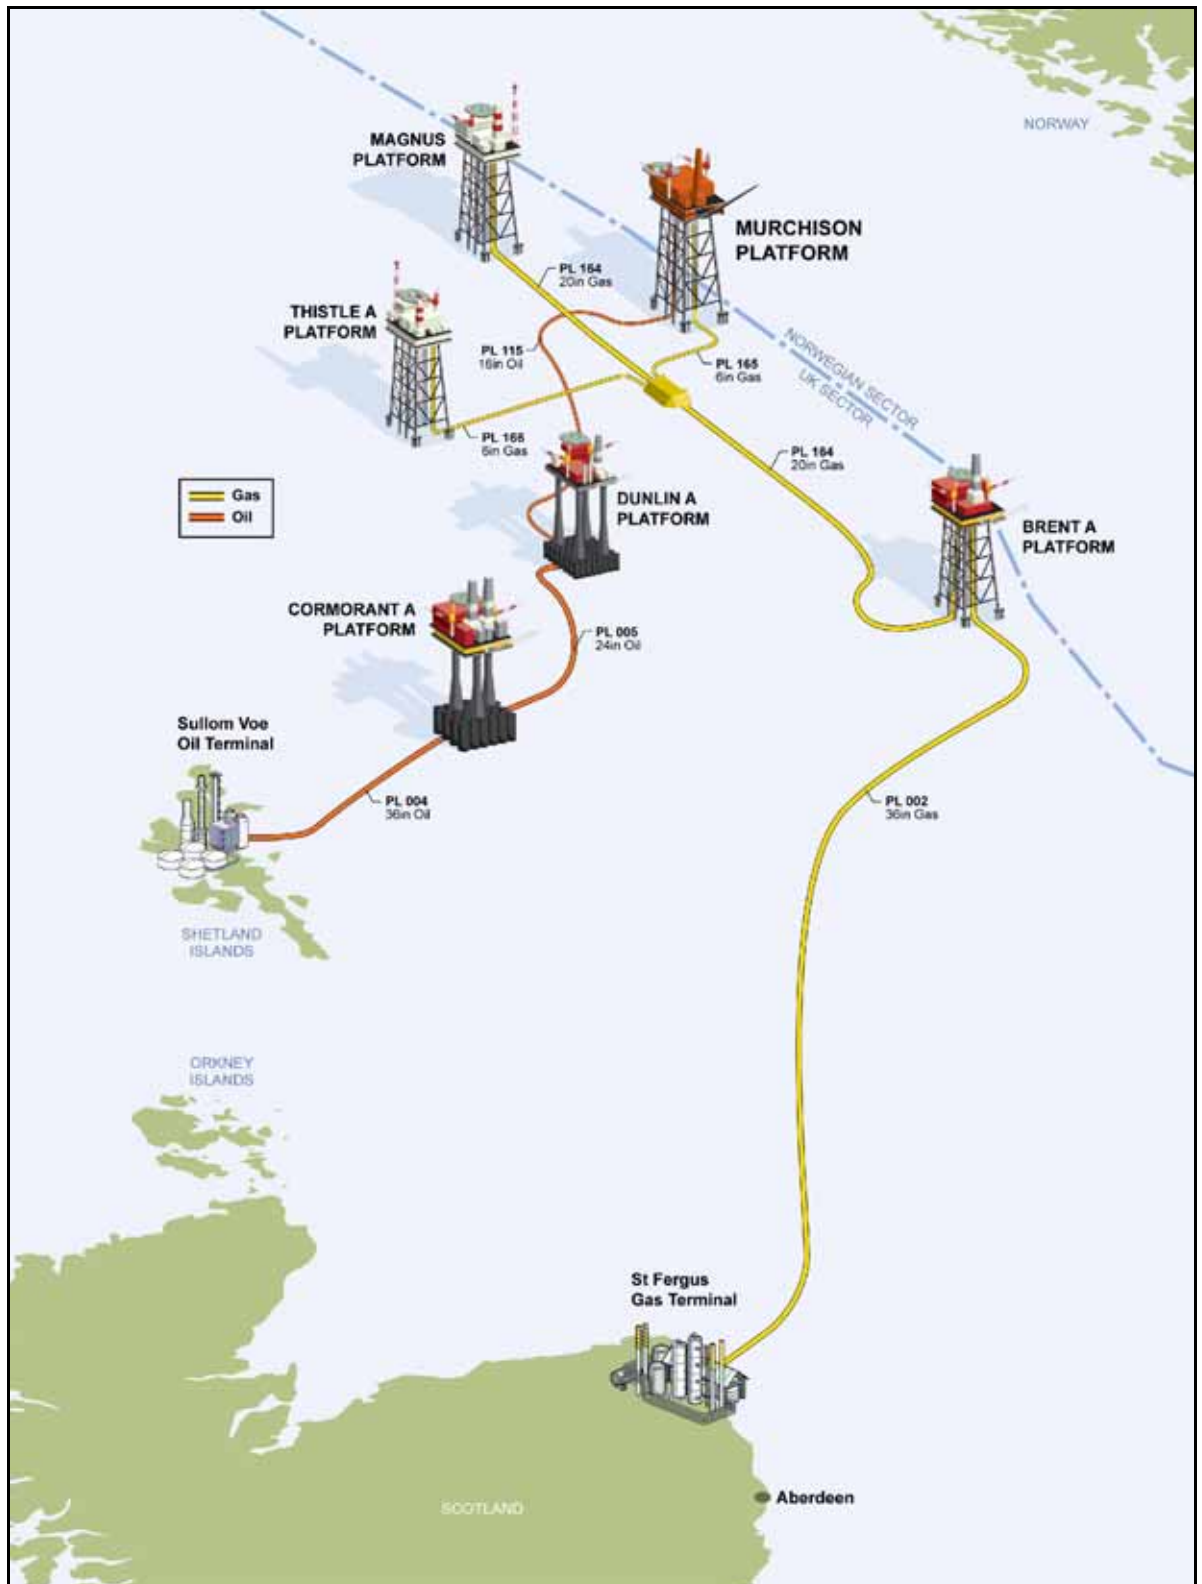 NORWAY
MAGNUS
PLATFORM
MURCHISON
PLATFORM
PL 164
20in Gas
THISTLE A
PLATFORM
PL 115
16in Oil
PL 165
6in Gas
NORWEGIAN SECTOR
UK SECTOR
PL 166
6in Gas
PL 164
20in Gas
Gas
Oil
DUNLIN A
PLATFORM
BRENT A
PLATFORM
CORMORANT A
PLATFORM
PL 005
24in Oil
Sullom Voe
Oil Terminal
PL 004
36in Oil
PL 002
36in Gas
SHETLAND
ISLANDS
ORKNEY
ISLANDS
St Fergus
Gas Terminal
Aberdeen
SCOTLAND